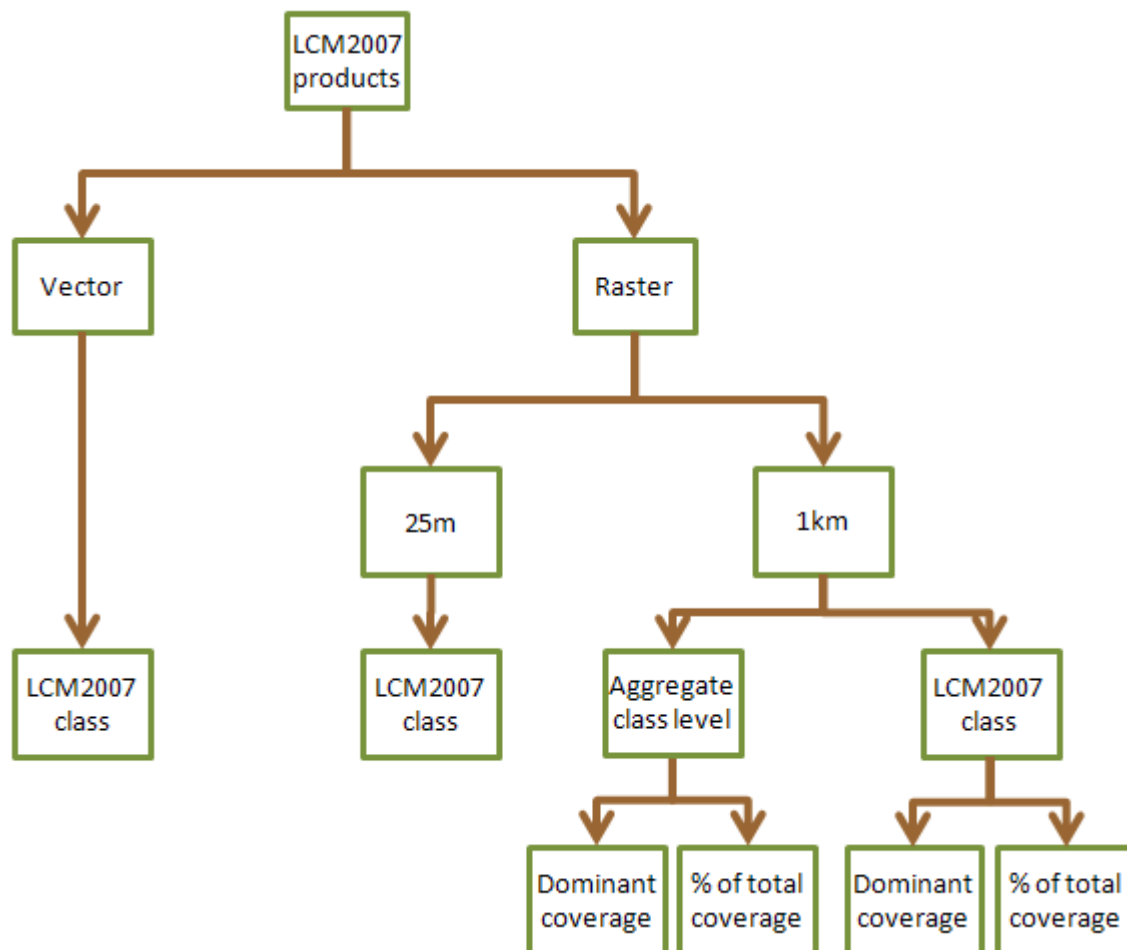 LCM2007
products
Vector
Raster
25m
1km
LCM2007
class
LCM2007
class
Aggregate
class level
LCM2007
class
Dominant
coverage
% of total
coverage
Dominant
coverage
% of total
coverage